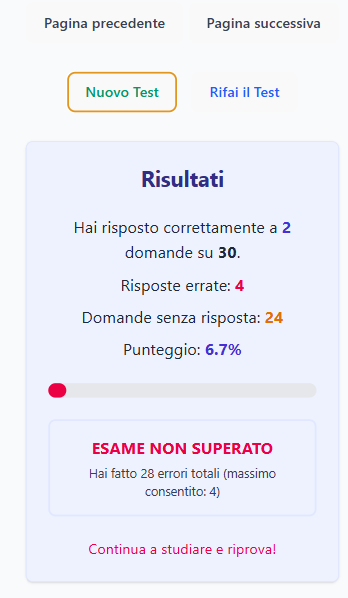 Pagina precedente Pagina successiva
Nuovo Test Rifai il Test
Risultati
Hai risposto correttamente a 2
domande su 30.
Risposte errate: 4
Domande senza risposta: 24
Punteggio: 6.7%
ESAME NON SUPERATO
Hai fatto 28 errori totali (massimo
consentito: 4)
Continua a studiare e riprova!